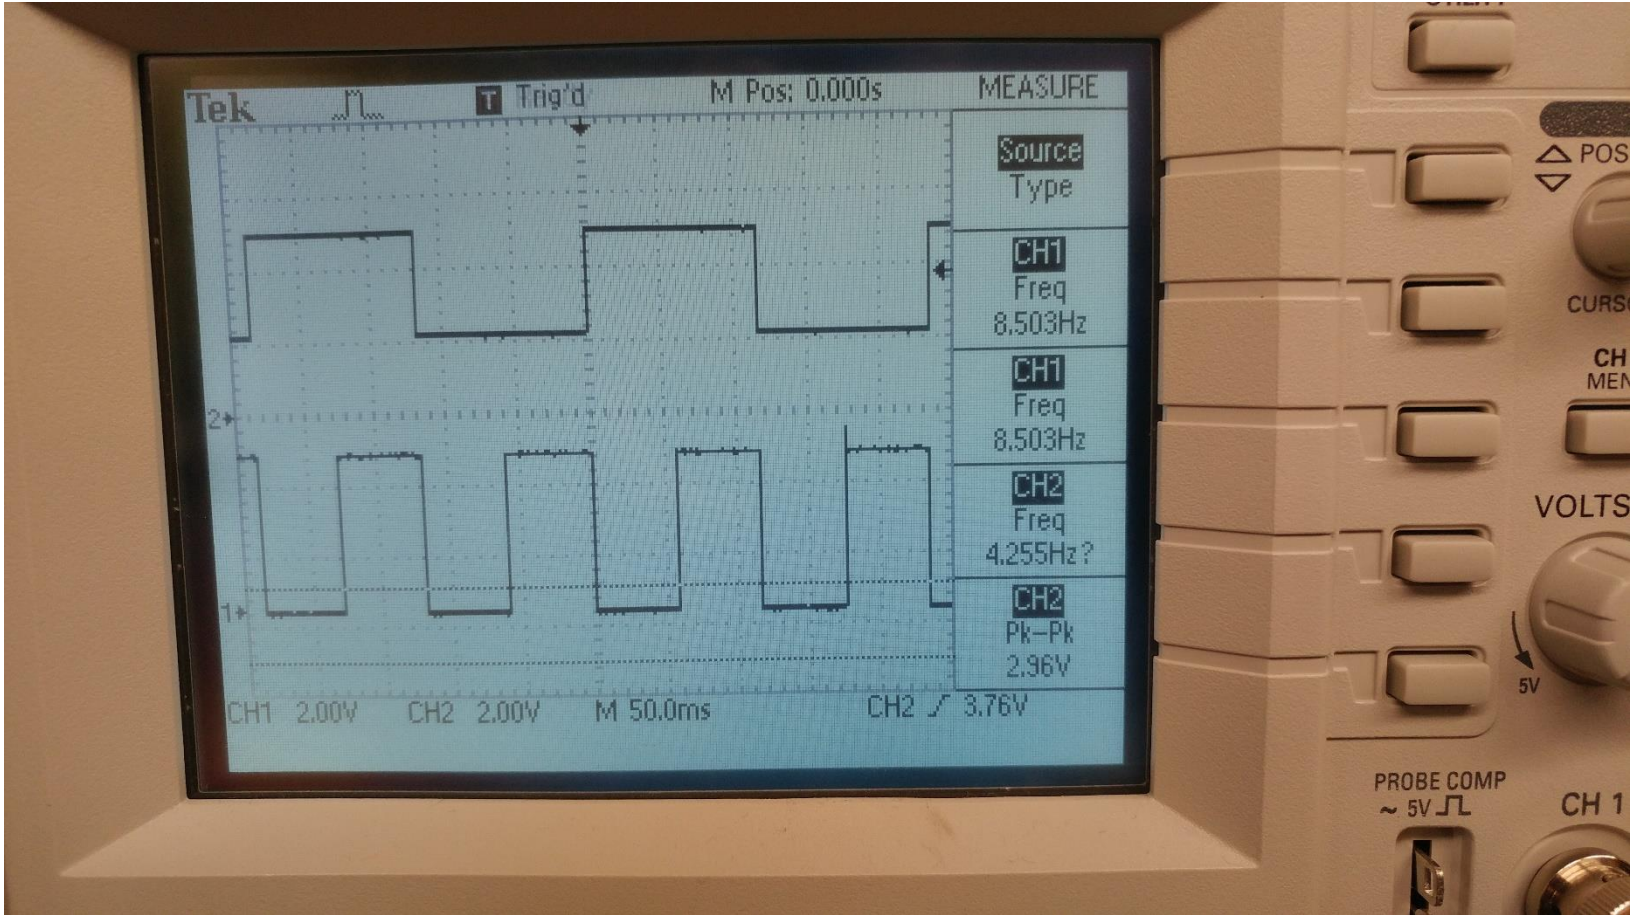 Tek T Trig'd M Pos: 0.000s MEASURE
Source
Type
CH1
Freq
8.503Hz
CH1
Freq
8.503Hz
2
CH2
Freq
4.255Hz?
1
CH2
Pk-Pk
2.96V
CH1 2.00V CH2 2.00V M 50.0ms CH2 3.76V
POS
CURS
CH
MEN
VOLTS
5V
PROBE COMP
~ 5V
CH 1